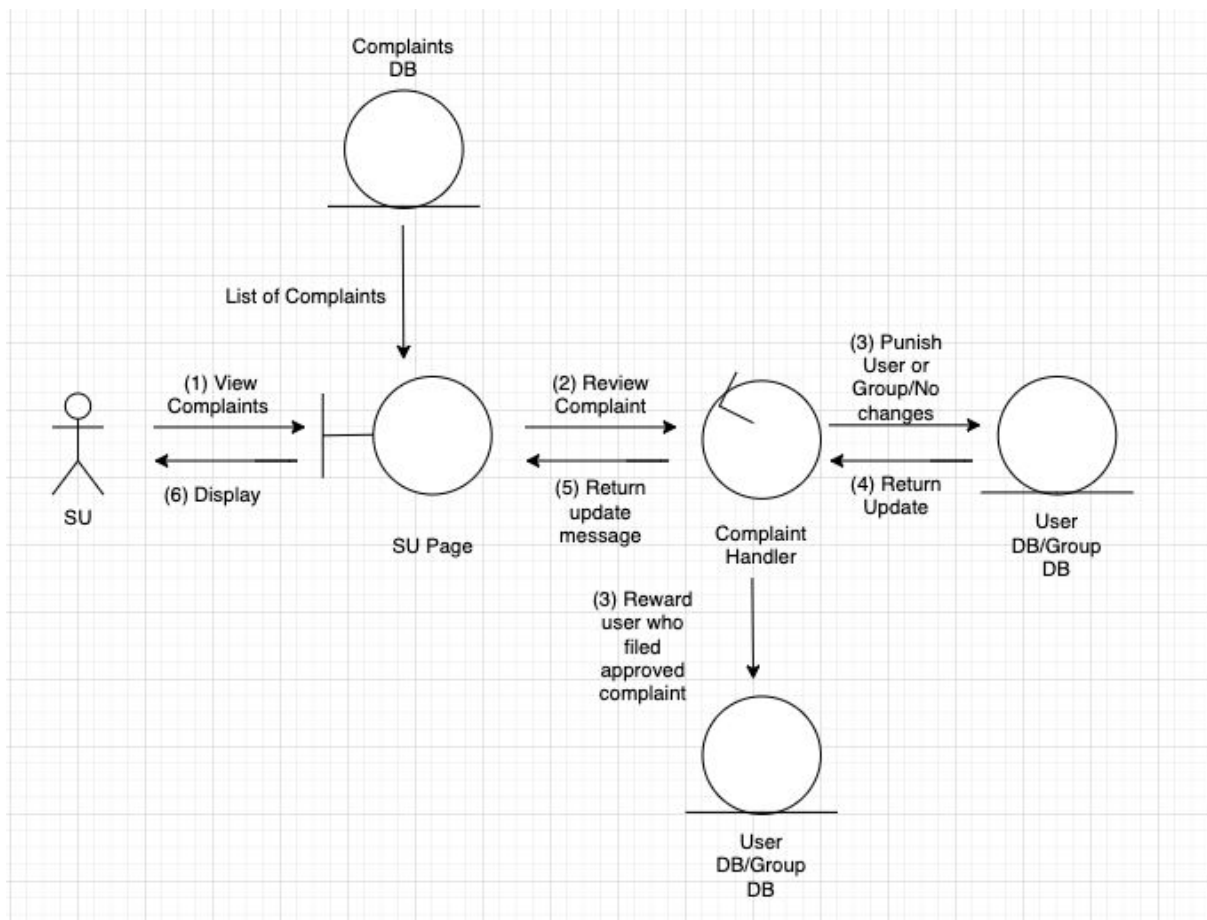 Complaints
DB
List of Complaints
(1) View
Complaints
(6) Display
SU
SU Page
(2) Review
Complaint
(5) Return
update
message
Complaint
Handler
(3) Punish
User or
Group/No
changes
(4) Return
Update
User
DB/Group
DB
(3) Reward
user who
filed
approved
complaint
User
DB/Group
DB